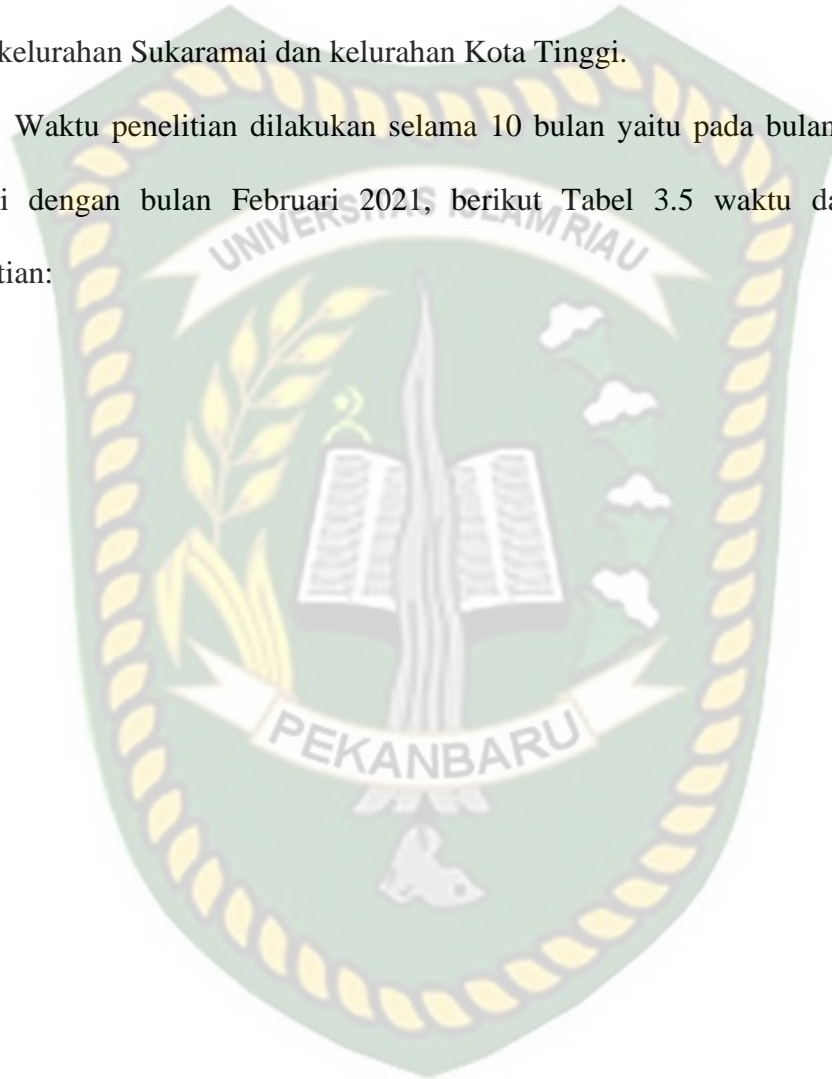 kelurahan Sukaramai dan kelurahan Kota Tinggi.
Waktu penelitian dilakukan selama 10 bulan yaitu pada bulan
i dengan bulan Februari 2021, berikut Tabel 3.5 waktu da
tian:
UNIVERSITAS ISLAM RIAU
PEKANBARU